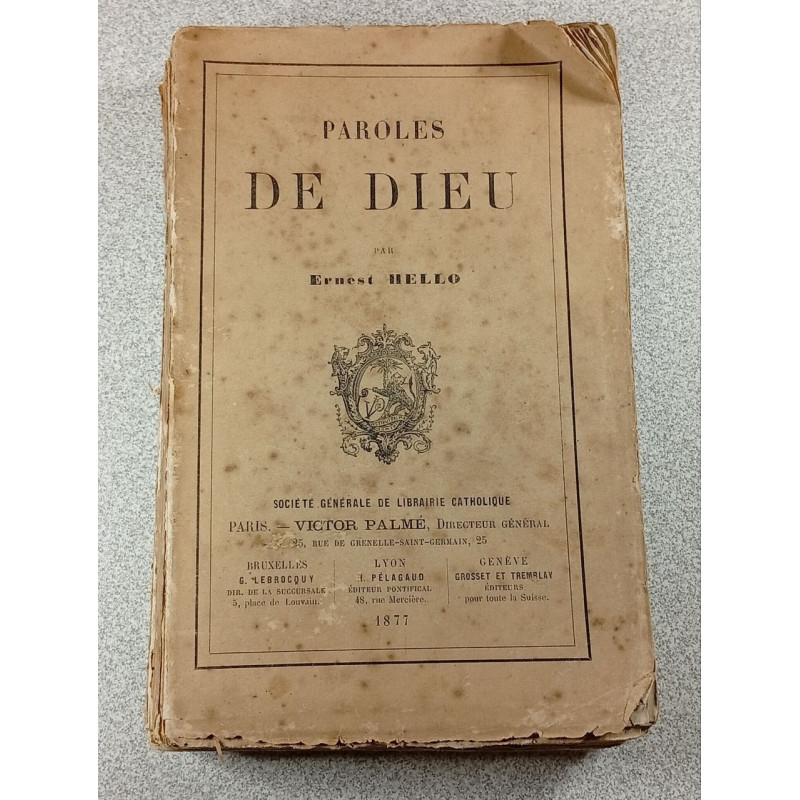 PAROLES
DE DIEU
PAR
Ernest HELLO
SOCIÉTÉ GÉNÉRALE DE LIBRAIRIE CATHOLIQUE
PARIS. — VICTOR PALMÉ, DIRECTEUR GÉNÉRAL
25, RUE DE GRENELLE-SAINT-GERMAIN, 25
BRUXELLES
G. LEBROCQUY
DIR. DE LA SUCCURSALE
5, place de Louvain.
LYON
PÉLAGAUD
ÉDITEUR PONTIFICAL
48, rue Mercière.
GENÈVE
GROSSET ET TREMBLAY
ÉDITEURS
pour toute la Suisse.
1877